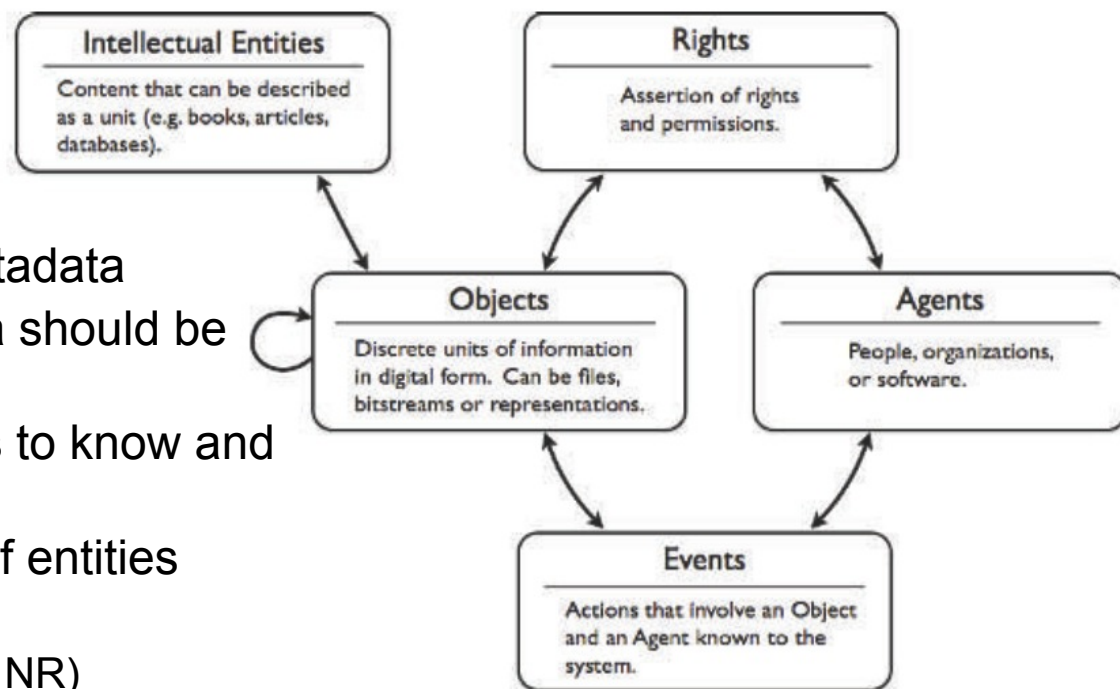 Intellectual Entities
Content that can be described
as a unit (e.g. books, articles,
databases).
Rights
Assertion of rights
and permissions.
tadata
should be
to know and
f entities
NR)
Objects
Discrete units of information
in digital form. Can be files,
bitstreams or representations.
Agents
People, organizations,
or software.
Events
Actions that involve an Object
and an Agent known to the
system.